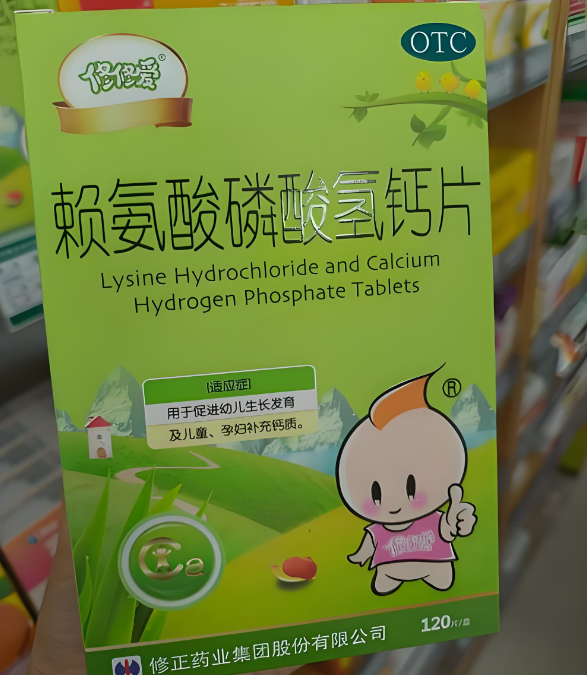 修修爱®
OTC
赖氨酸磷酸氢钙片
Lysine Hydrochloride and Calcium
Hydrogen Phosphate Tablets
[适应症]
用于促进幼儿生长发育
及儿童、孕妇补充钙质。
®
修修爱
Ca
修正药业集团股份有限公司
120片/盒